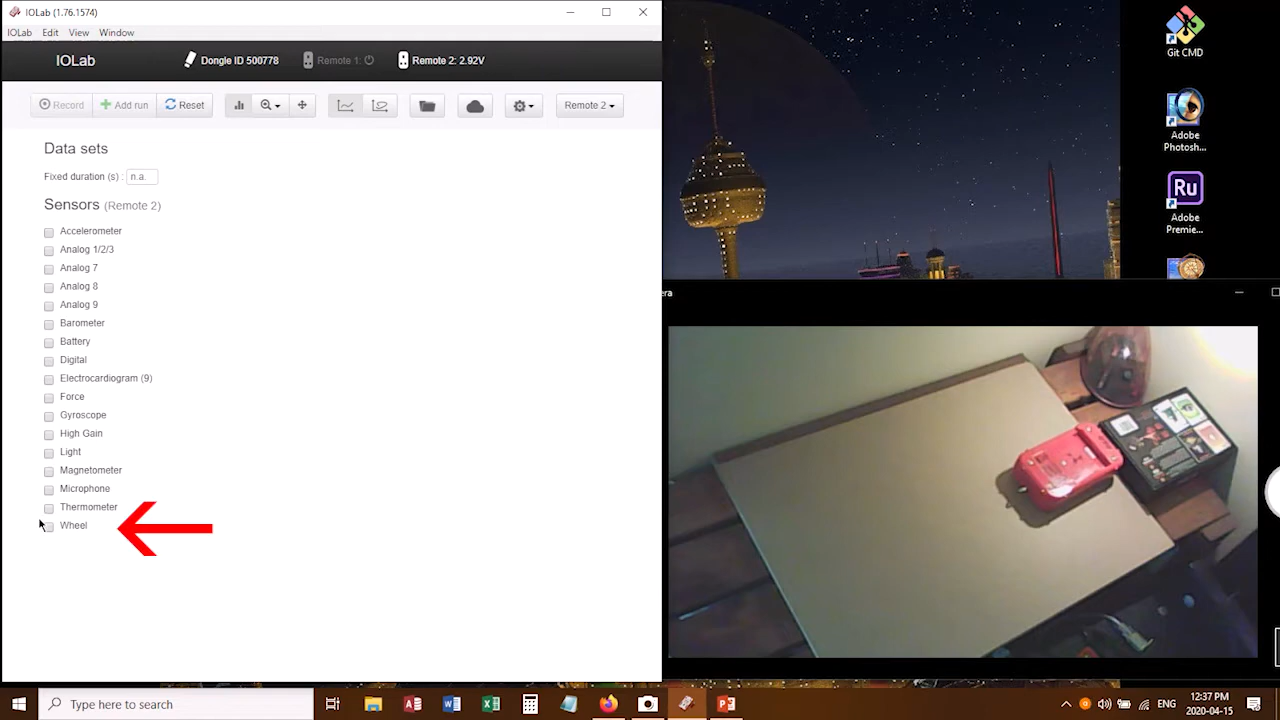 IOLab (1.76.1574)
IOLab Edit View Window
IOLab Dongle ID 500778 Remote 1: Remote 2: 2.92V
Record Add run Reset Remote 2
Data sets
Fixed duration (s) : n.a.
Sensors (Remote 2)
Accelerometer
Analog 1/2/3
Analog 7
Analog 8
Analog 9
Barometer
Battery
Digital
Electrocardiogram (9)
Force
Gyroscope
High Gain
Light
Magnetometer
Microphone
Thermometer
Wheel
Git CMD
Adobe
Photosh...
Ru
Adobe
Premie...
era
Type here to search
ENG
12:37 PM
2020-04-15